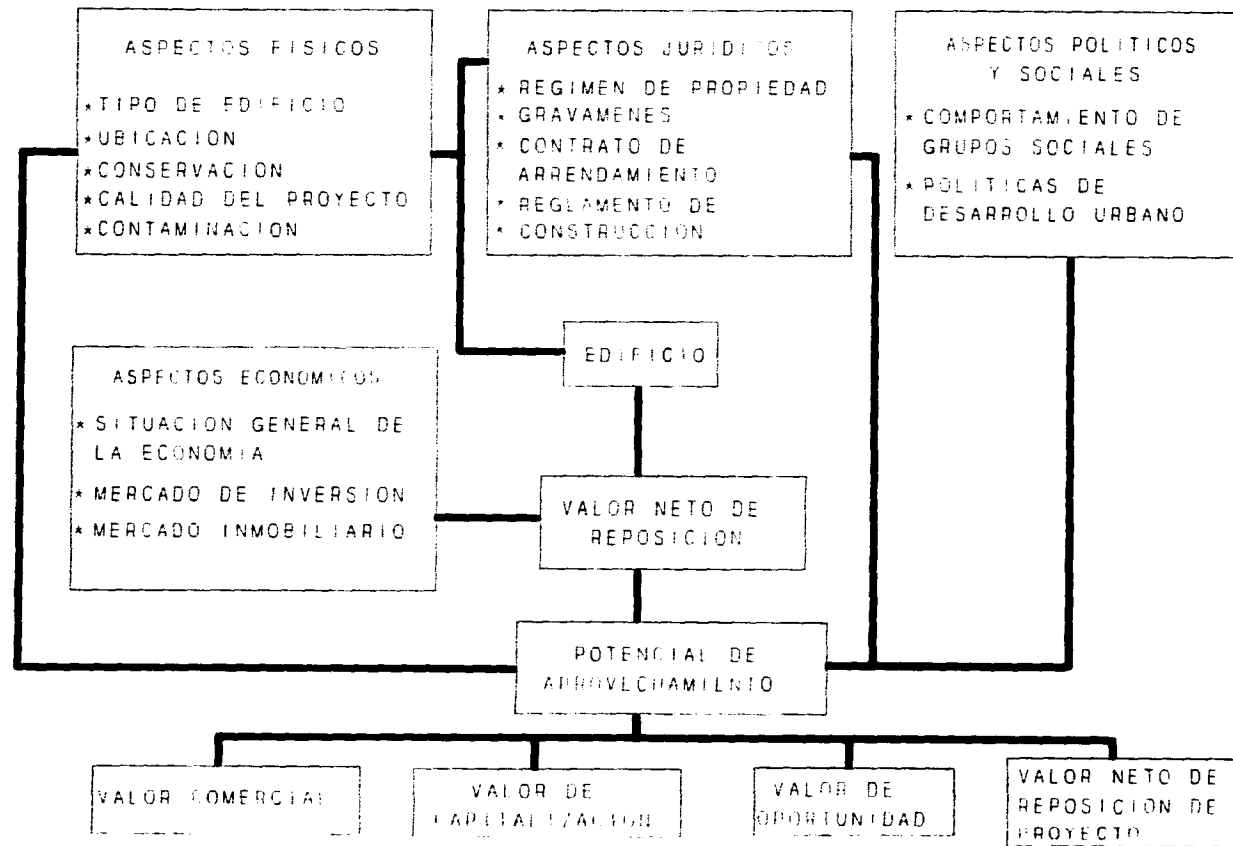 ASPECTOS FISICOS
*TIPO DE EDIFICIO
*UBICACION
*CONSERVACION
*CALIDAD DEL PROYECTO
*CONTAMINACION
ASPECTOS JURIDICOS
* REGIMEN DE PROPIEDAD
* GRAVAMENES
* CONTRATO DE
ARRENDAMIENTO
* REGLAMENTO DE
* CONSTRUCCION
ASPECTOS POLITICOS
Y SOCIALES
* COMPORTAMIENTO DE
GRUPOS SOCIALES
* POLITICAS DE
DESARROLLO URBANO
EDIFICIO
ASPECTOS ECONOMICOS
* SITUACION GENERAL DE
LA ECONOMIA
* MERCADO DE INVERSION
* MERCADO INMOBILIARIO
VALOR NETO DE
REPOSICION
POTENCIAL DE
APROVECHAMIENTO
VALOR COMERCIAL
VALOR DE
CAPITALIZACION
VALOR DE
OPORTUNIDAD
VALOR NETO DE
REPOSICION DE
PROYECTO